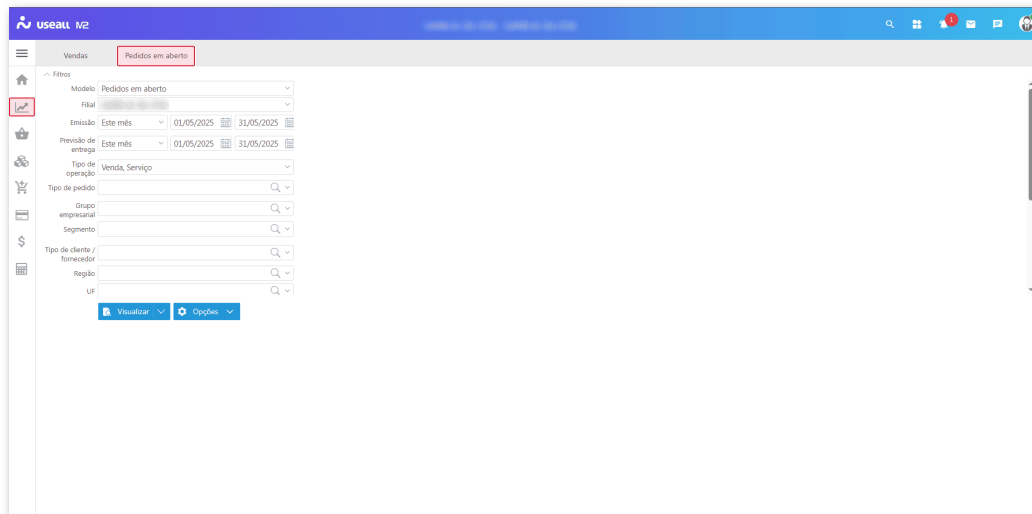 useall M2
1
Vendas
Pedidos em aberto
Filtros
Modelo Pedidos em aberto
Filial
Emissão Este mês 01/05/2025 31/05/2025
Previsão de entrega Este mês 01/05/2025 31/05/2025
Tipo de operação Venda, Serviço
Tipo de pedido
Grupo empresarial
Segmento
Tipo de cliente / fornecedor
Região
UF
Visualizar Opções